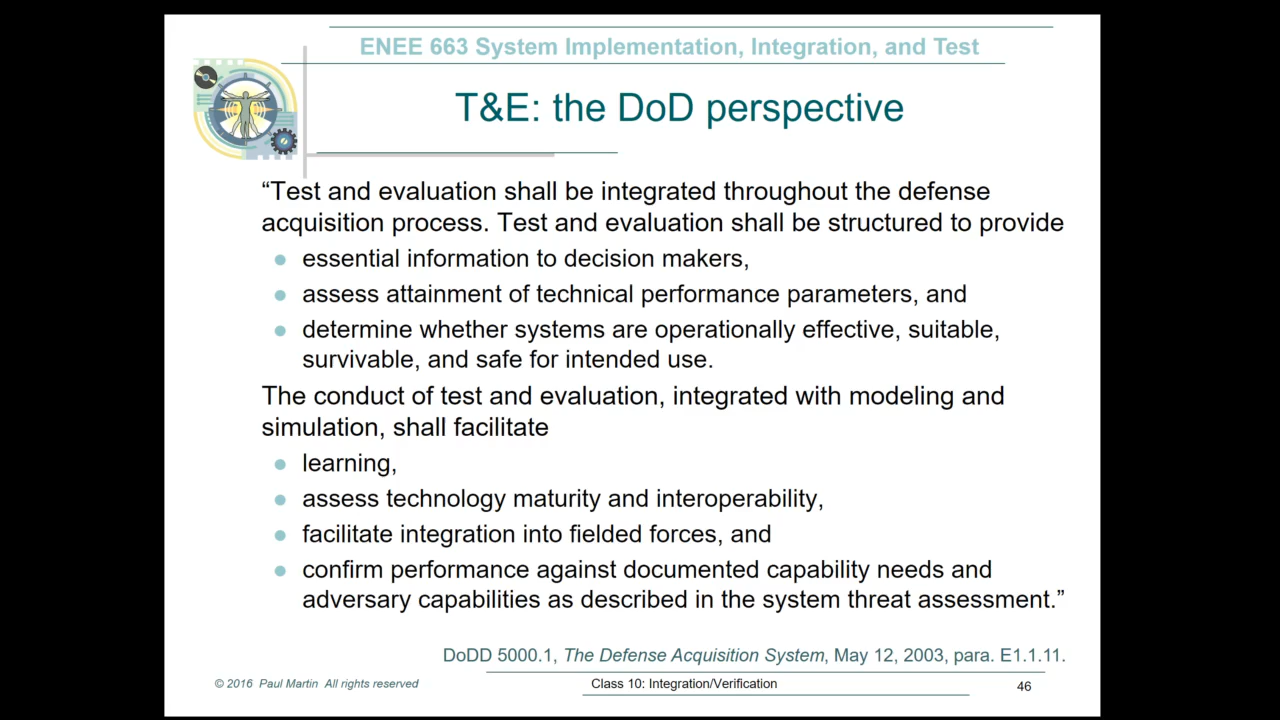 ENEE 663 System Implementation, Integration, and Test
T&E: the DoD perspective
“Test and evaluation shall be integrated throughout the defense
acquisition process. Test and evaluation shall be structured to provide
essential information to decision makers,
assess attainment of technical performance parameters, and
determine whether systems are operationally effective, suitable,
survivable, and safe for intended use.
The conduct of test and evaluation, integrated with modeling and
simulation, shall facilitate
learning,
assess technology maturity and interoperability,
facilitate integration into fielded forces, and
confirm performance against documented capability needs and
adversary capabilities as described in the system threat assessment.”
DoDD 5000.1, The Defense Acquisition System, May 12, 2003, para. E1.1.11.
© 2016 Paul Martin All rights reserved
Class 10: Integration/Verification
46